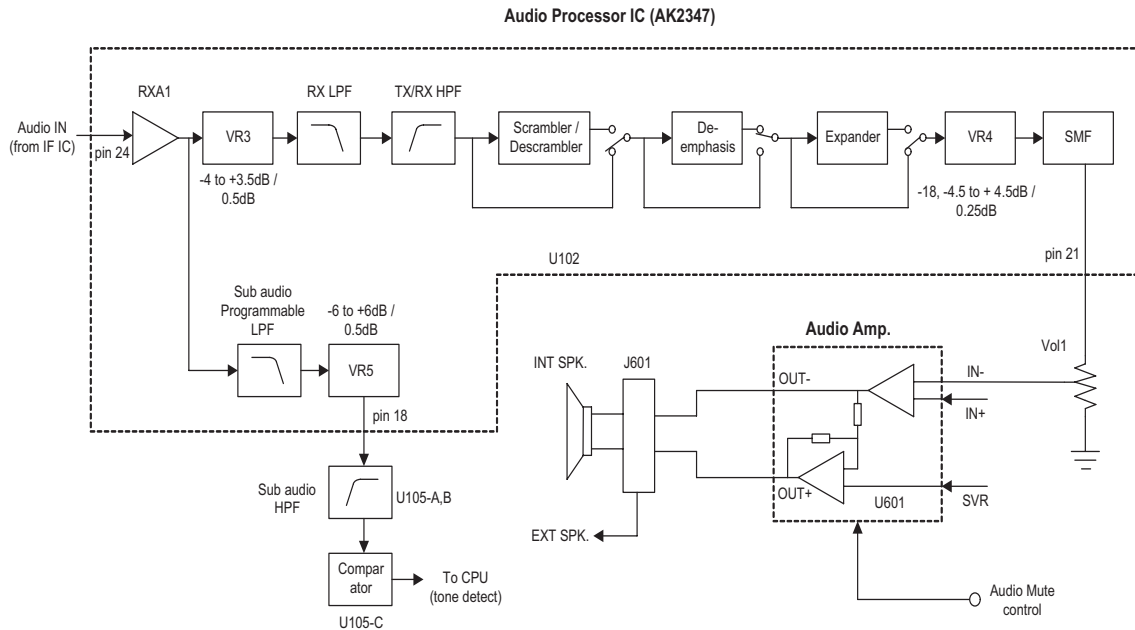 Audio Processor IC (AK2347)
RXA1
RX LPF
TX/RX HPF
Audio IN
(from IF IC)
pin 24
VR3
Scrambler /
Descrambler
De-
emphasis
Expander
VR4
SMF
-4 to +3.5dB /
0.5dB
-18, -4.5 to + 4.5dB /
0.25dB
U102
pin 21
Sub audio
Programmable
LPF
-6 to +6dB /
0.5dB
VR5
pin 18
Audio Amp.
Vol1
INT SPK.
J601
OUT-
IN-
IN+
OUT+
U601
SVR
Sub audio
HPF
U105-A,B
EXT SPK.
Compar
ator
To CPU
(tone detect)
U105-C
Audio Mute
control